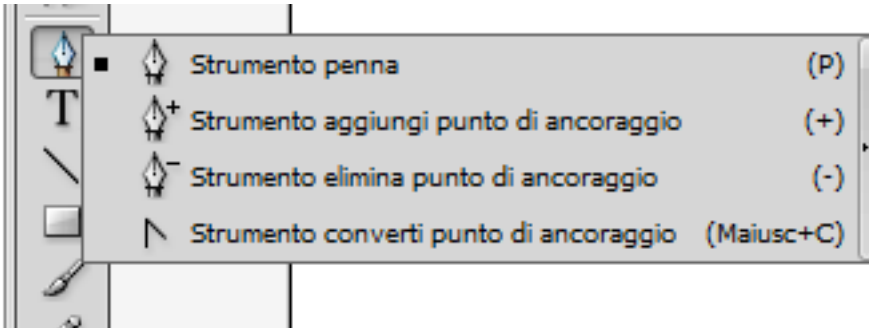 Strumento penna (P)
T Strumento aggiungi punto di ancoraggio (+)
Strumento elimina punto di ancoraggio (-)
Strumento converti punto di ancoraggio (Maiusc+C)